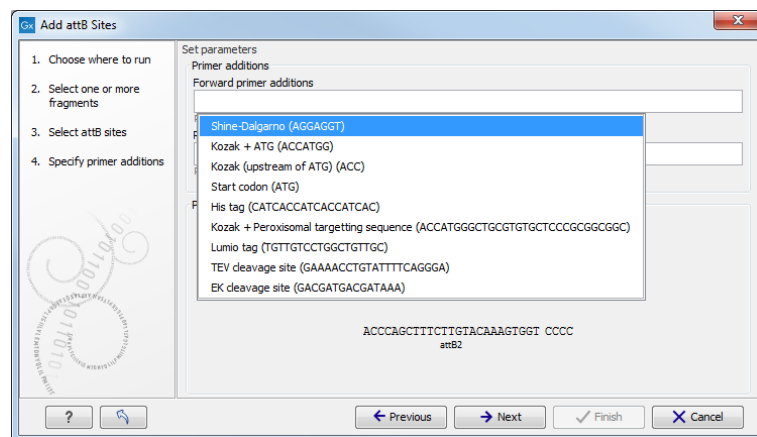 Gx Add attB Sites
1. Choose where to run
2. Select one or more
fragments
3. Select attB sites
4. Specify primer additions
Set parameters
Primer additions
Forward primer additions
Shine-Dalgarno (AGGAGGT)
Kozak + ATG (ACCATGG)
Kozak (upstream of ATG) (ACC)
Start codon (ATG)
His tag (CATCACCATCACCATCAC)
Kozak + Peroxisomal targetting sequence (ACCATGGGCTGCGTGTGCTCCCGCGGCGGC)
Lumio tag (TGTTGTCCTGGCTGTTGC)
TEV cleavage site (GAAAACCTGTATTTTCAGGGA)
EK cleavage site (GACGATGACGATAAA)
ACCCAGCTTTCTTGTACAAAGTGGT CCCC
attB2
?
Previous
Next
Finish
Cancel